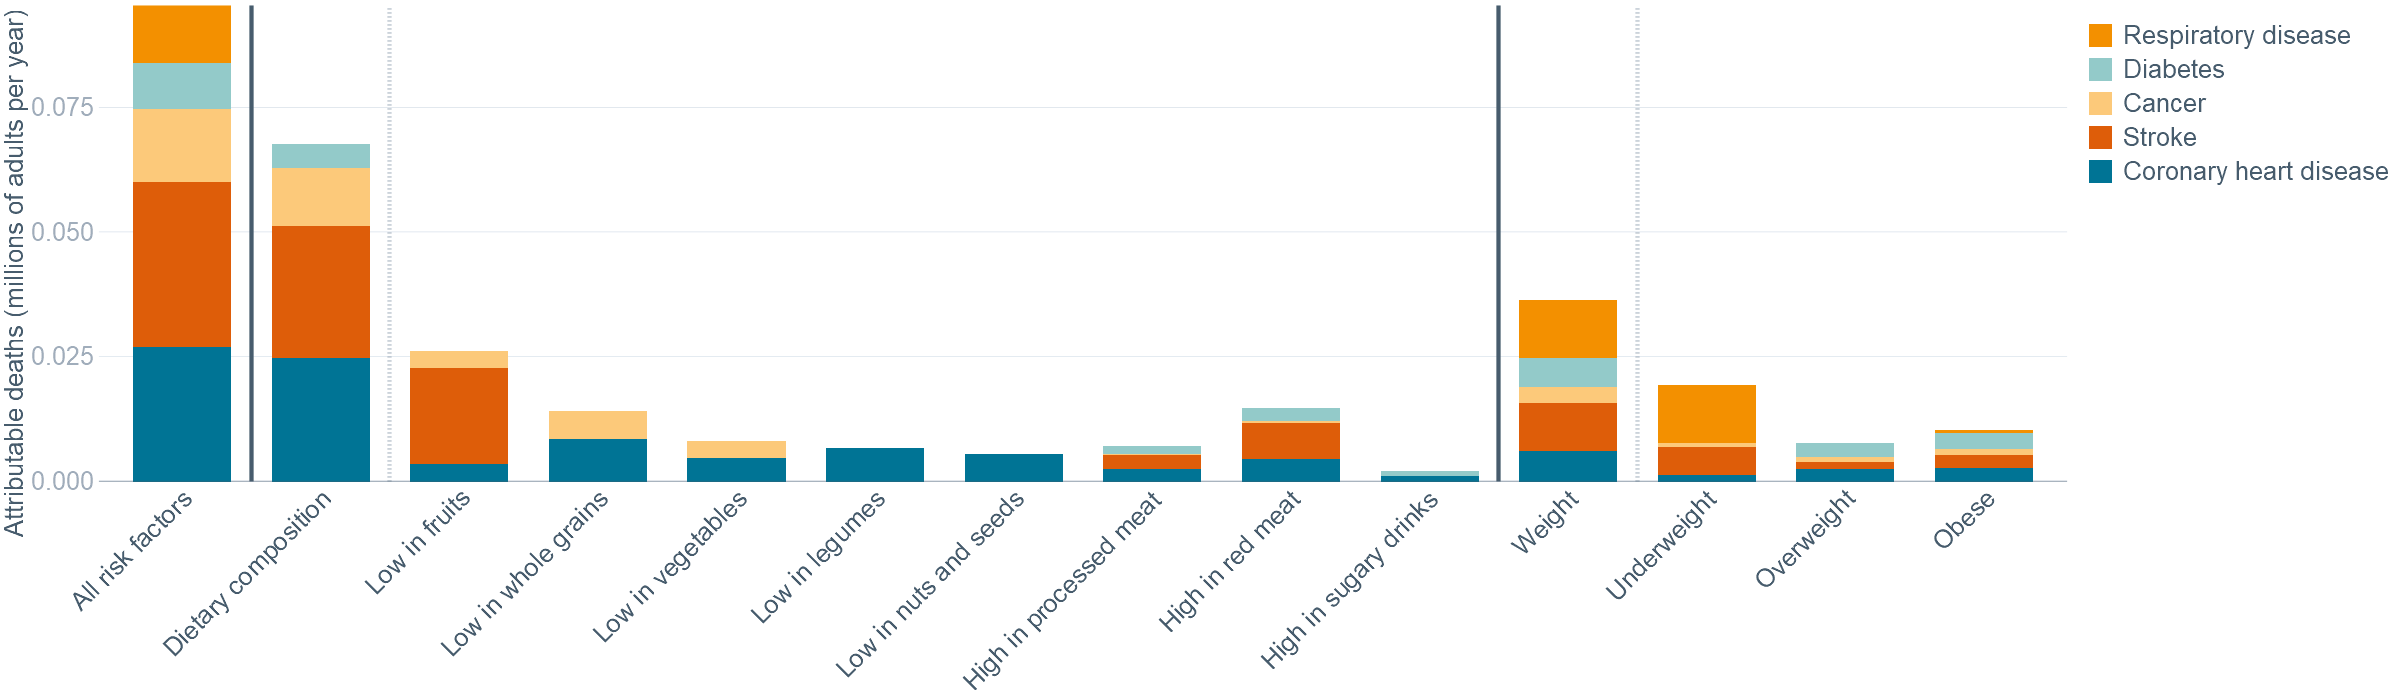 Attributable deaths (millions of adults per year)
0.075
0.050
0.025
0.000
All risk factors
Dietary composition
Low in fruits
Low in whole grains
Low in vegetables
Low in legumes
Low in nuts and seeds
High in processed meat
High in red meat
High in sugary drinks
Weight
Underweight
Overweight
Obese
Respiratory disease
Diabetes
Cancer
Stroke
Coronary heart disease